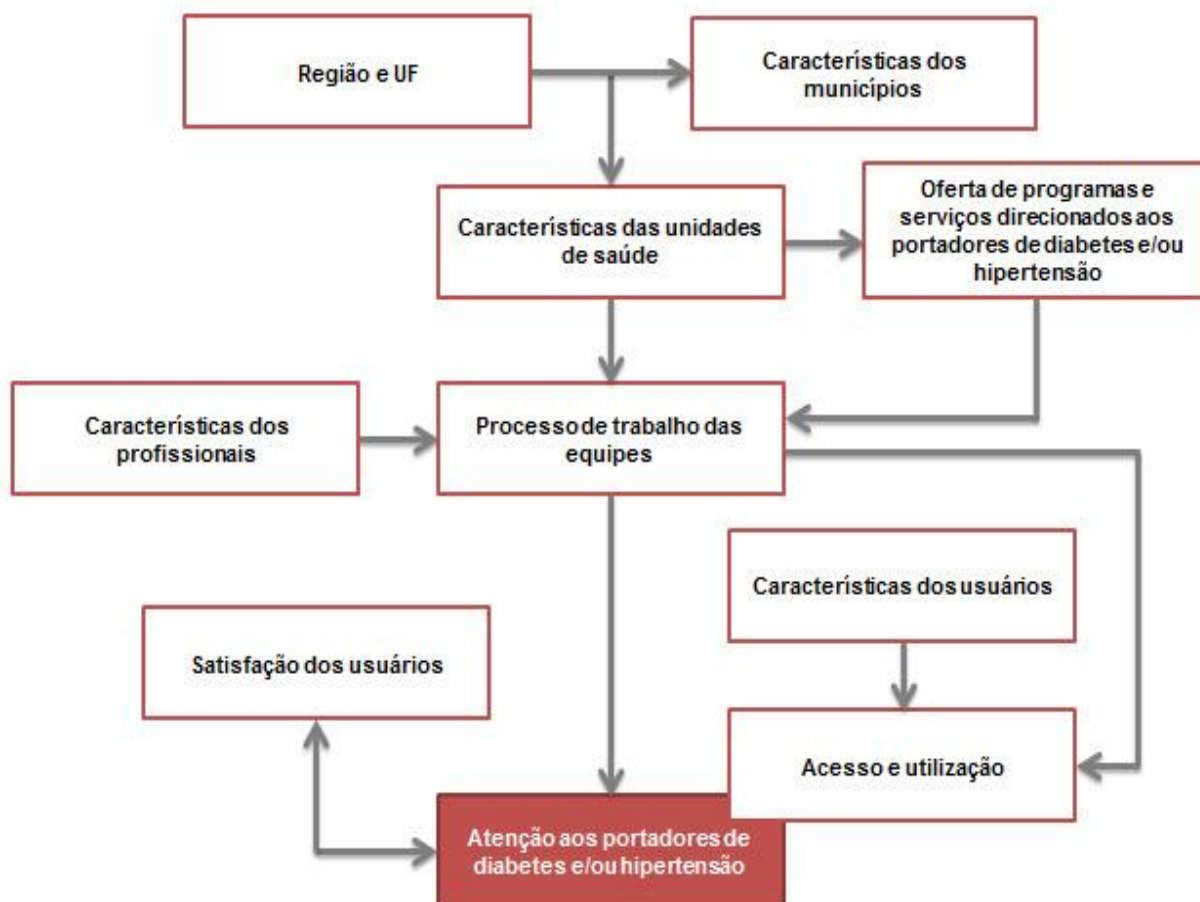 Região e UF
Características dos
municípios
Características das unidades
de saúde
Oferta de programas e
serviços direcionados aos
portadores de diabetes e/ou
hipertensão
Características dos
profissionais
Processo de trabalho das
equipes
Características dos usuários
Satisfação dos usuários
Acesso e utilização
Atenção aos portadores de
diabetes e/ou hipertensão